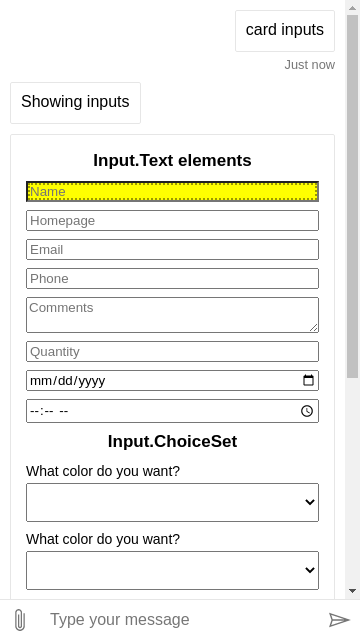 card inputs
Just now
Showing inputs
Input.Text elements
Name
Homepage
Email
Phone
Comments
Quantity
mm/dd/yyyy
--:-- --
Input.ChoiceSet
What color do you want?
What color do you want?
Type your message